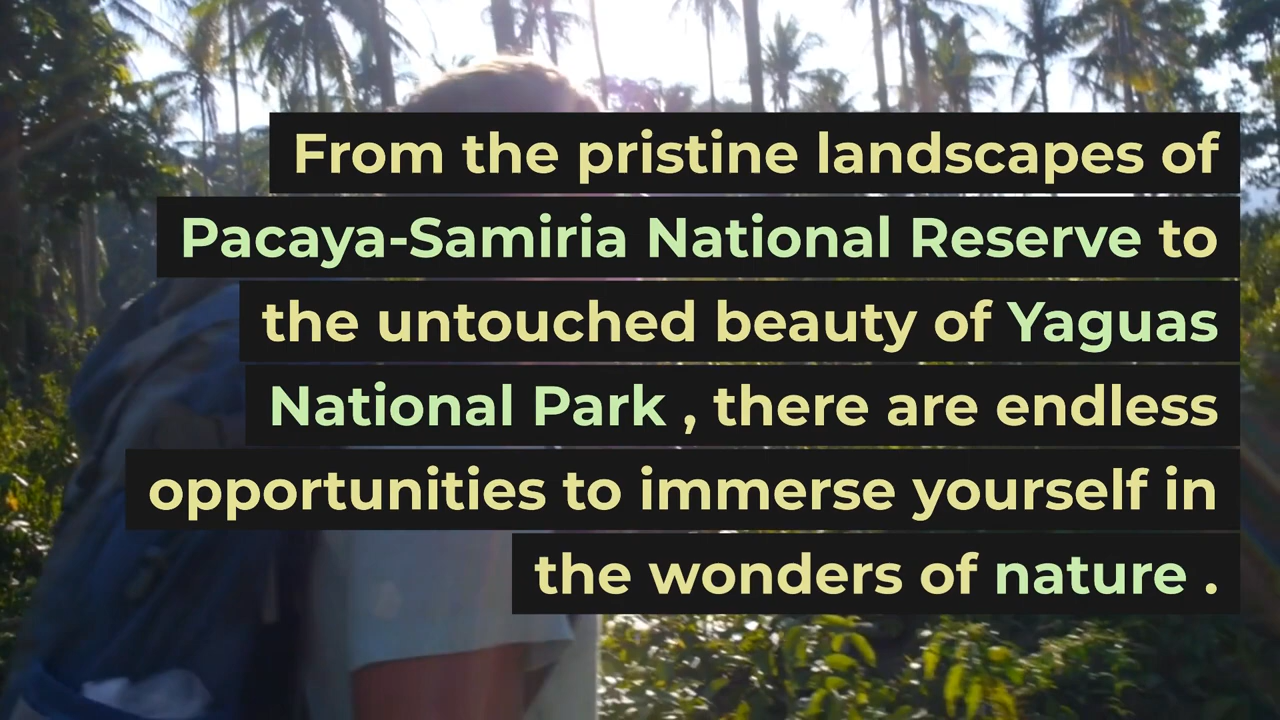 From the pristine landscapes of
Pacaya-Samiria National Reserve to
the untouched beauty of Yaguas
National Park , there are endless
opportunities to immerse yourself in
the wonders of nature .